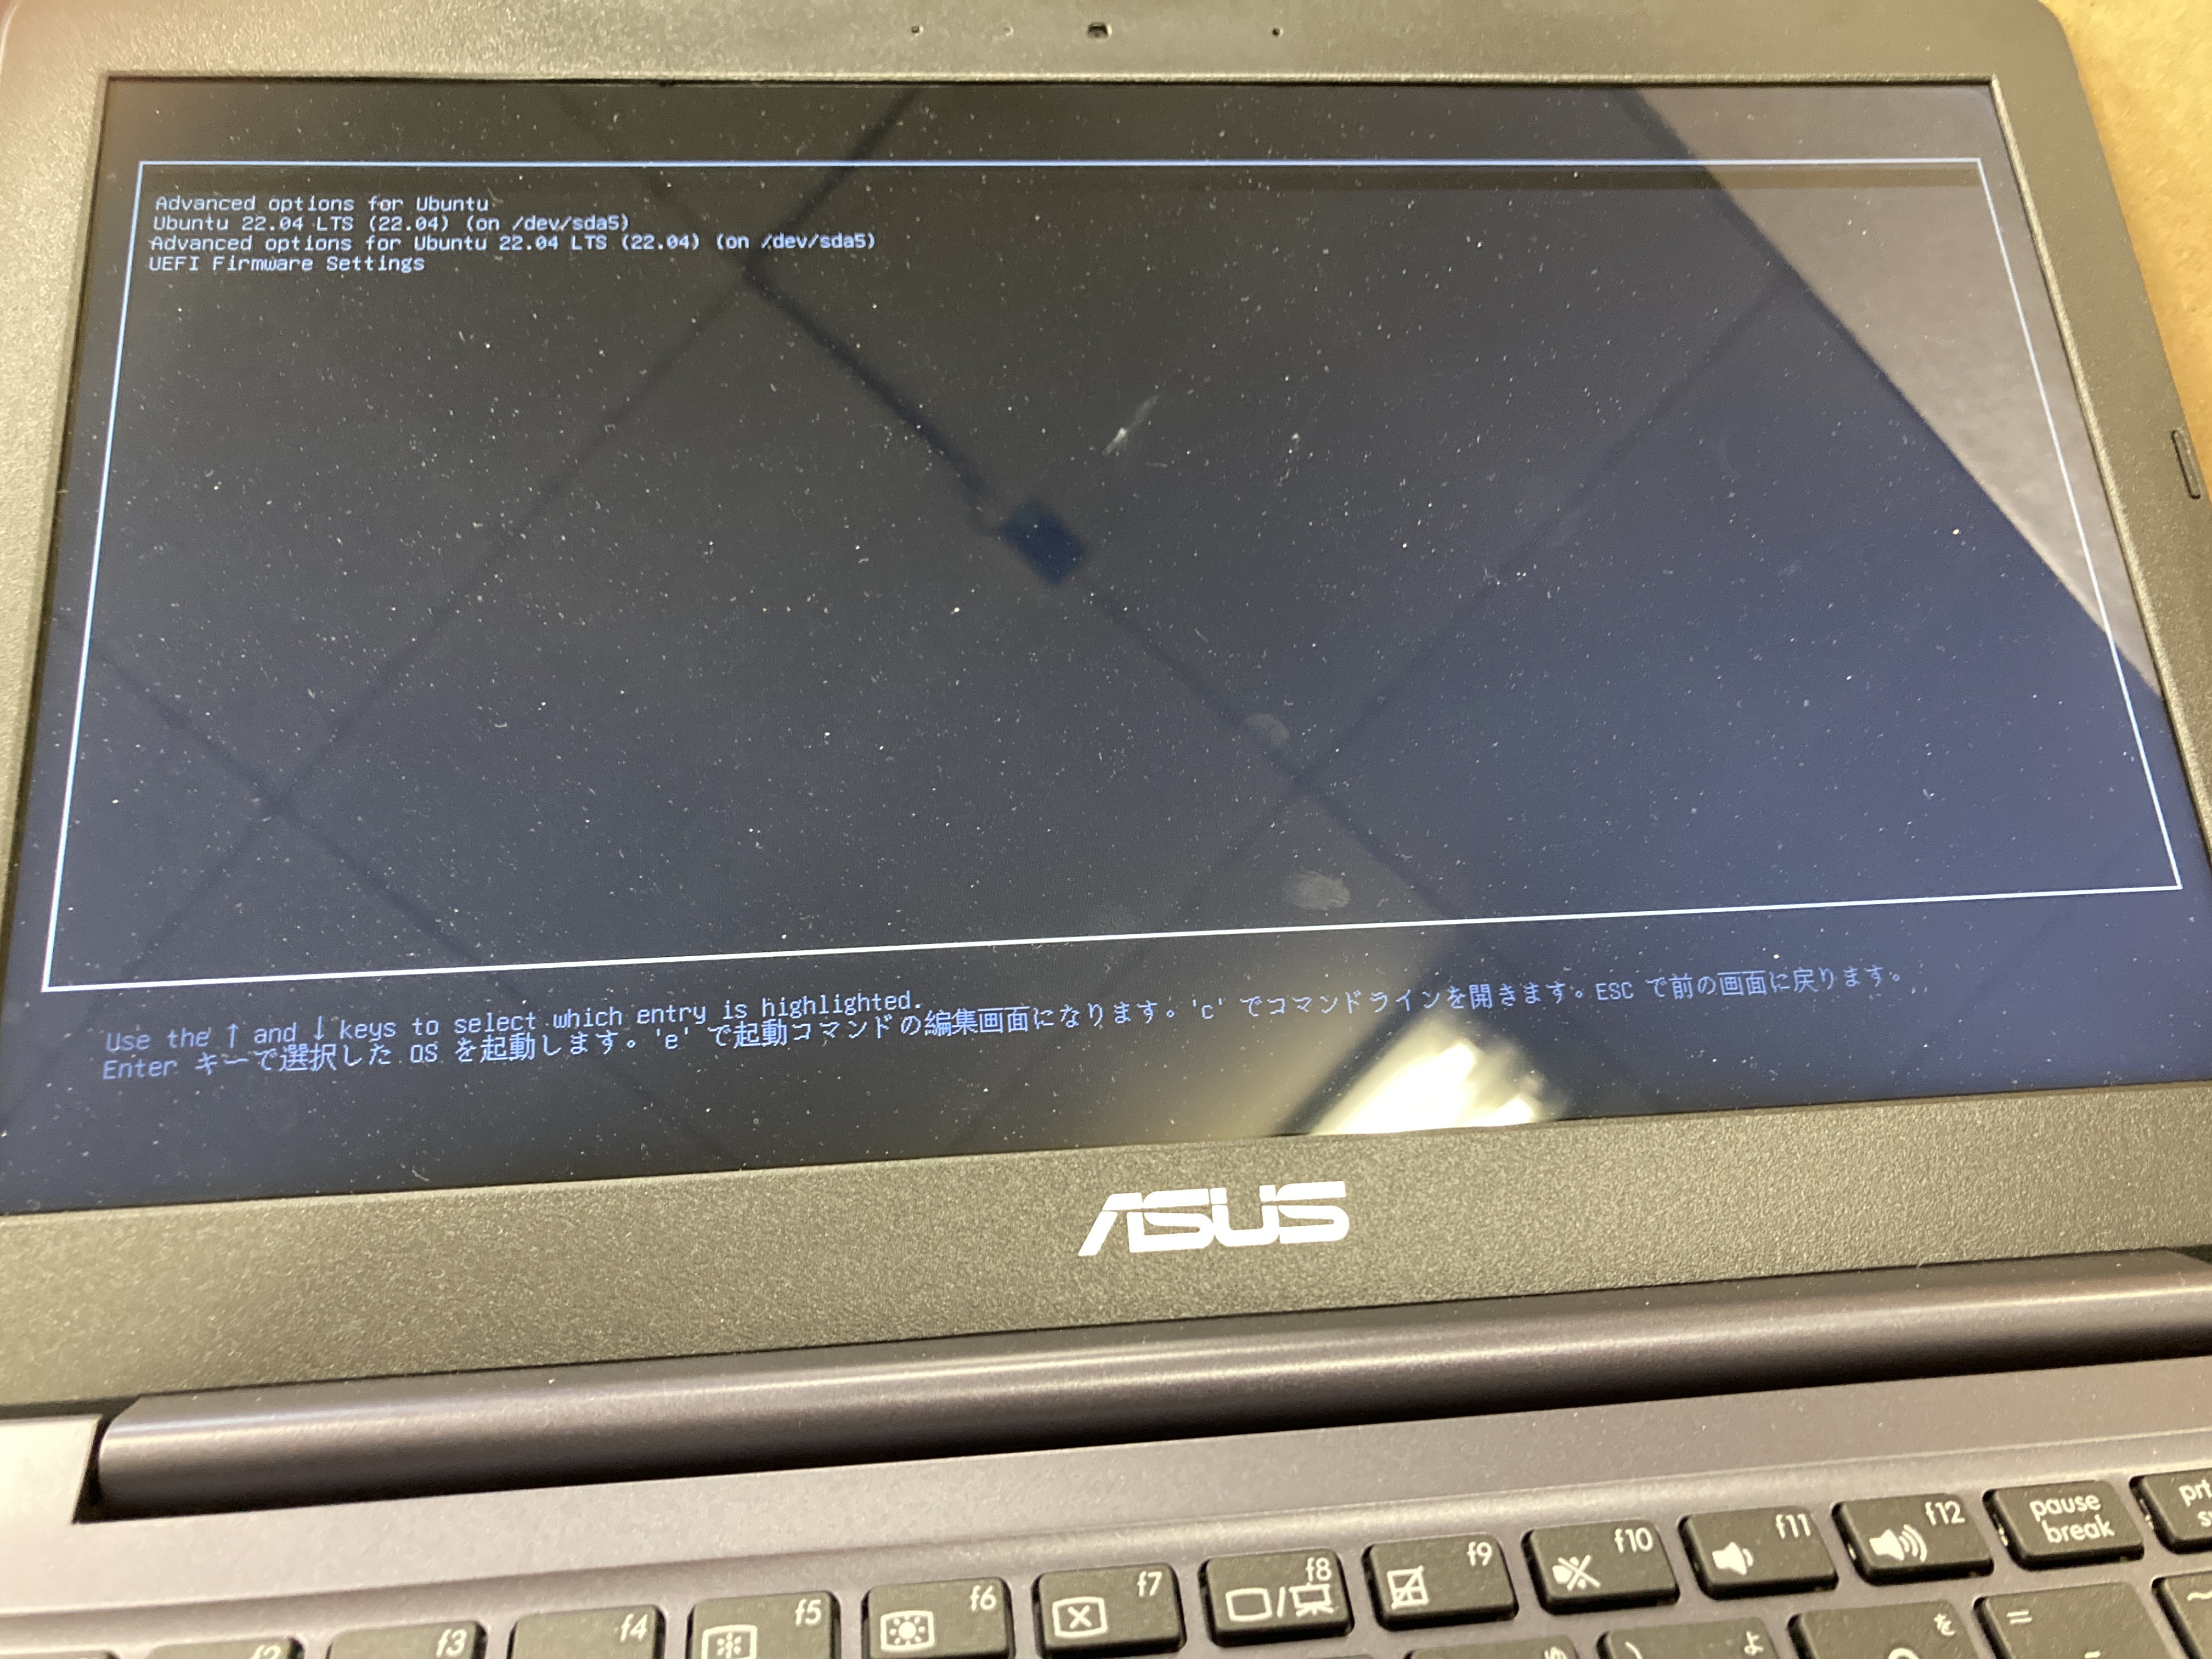 Advanced options for Ubuntu
Ubuntu 22.04 LTS (22.04) (on /dev/sda5)
Advanced options for Ubuntu 22.04 LTS (22.04) (on /dev/sda5)
UEFI Firmware Settings
Use the ↑ and ↓ keys to select which entry is highlighted.
Enter キーで選択した OS を起動します。'e' で起動コマンドの編集画面になります。'c' でコマンドラインを開きます。ESC で前の画面に戻ります。
ASUS
f3 f4 f5 f6 f7 f8 f9 f10 f11 f12 pause break
を =